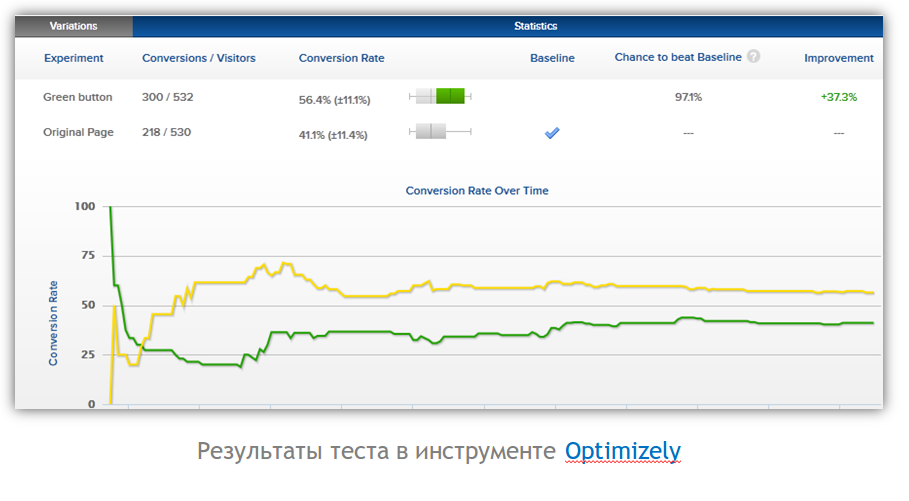 Variations Statistics
Experiment Conversions / Visitors Conversion Rate Baseline Chance to beat Baseline ? Improvement
Green button 300 / 532 56.4% (±11.1%) 97.1% +37.3%
Original Page 218 / 530 41.1% (±11.4%) --- ---
Conversion Rate Over Time
100
75
50
25
0
Conversion Rate
Результаты теста в инструменте Optimizely